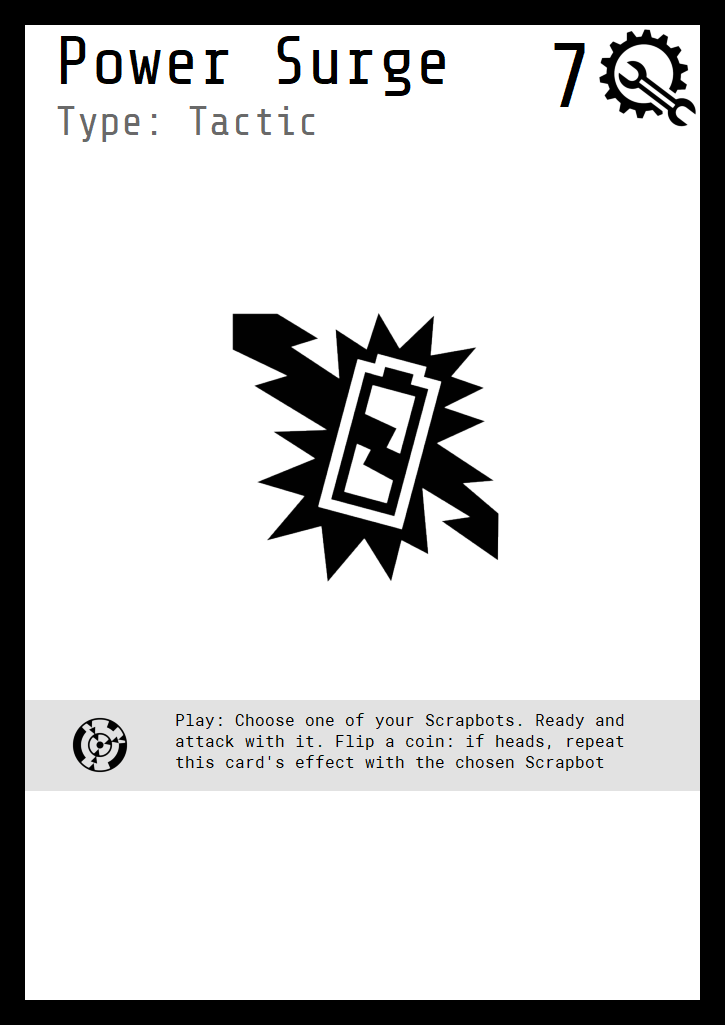 Power Surge
7
Type: Tactic
Play: Choose one of your Scrapbots. Ready and
attack with it. Flip a coin: if heads, repeat
this card's effect with the chosen Scrapbot